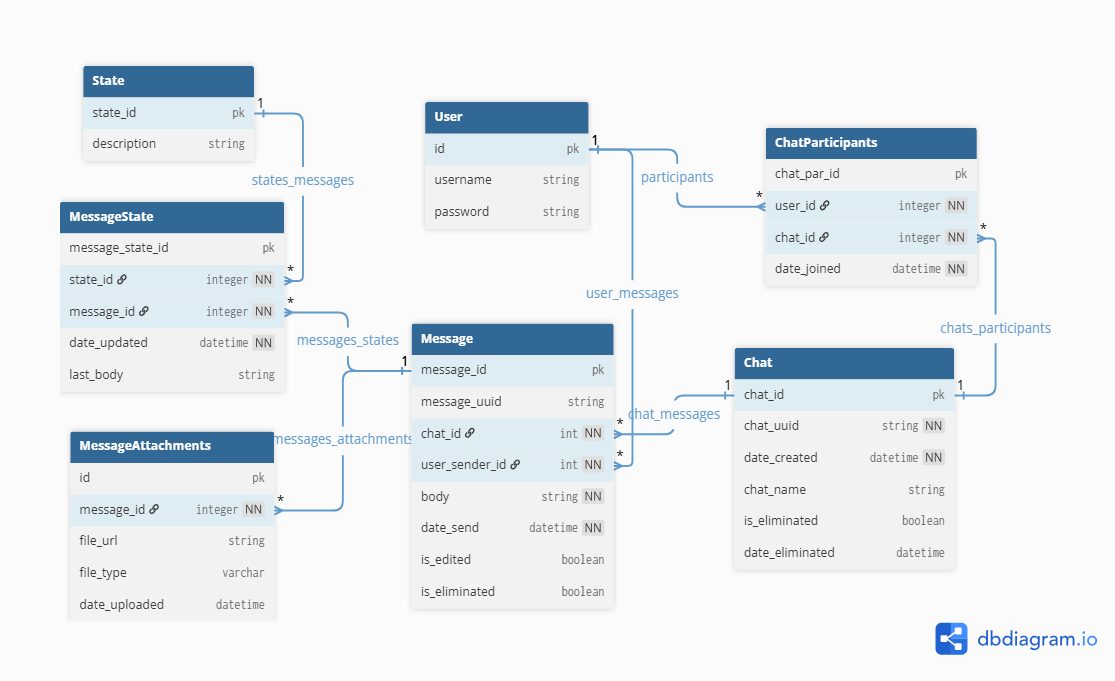 State
state_id pk
description string
1
states_messages
MessageState
message_state_id pk
state_id integer NN
message_id integer NN
date_updated datetime NN
last_body string
*
*
messages_states
MessageAttachments
id pk
message_id integer NN
file_url string
file_type varchar
date_uploaded datetime
*
messages_attachments
User
id pk
username string
password string
1
participants
user_messages
Message
message_id pk
message_uuid string
chat_id int NN
user_sender_id int NN
body string NN
date_send datetime NN
is_edited boolean
is_eliminated boolean
1
*
*
chat_messages
ChatParticipants
chat_par_id pk
user_id integer NN
chat_id integer NN
date_joined datetime NN
*
*
chats_participants
Chat
chat_id pk
chat_uuid string NN
date_created datetime NN
chat_name string
is_eliminated boolean
date_eliminated datetime
1
1
dbdiagram.io